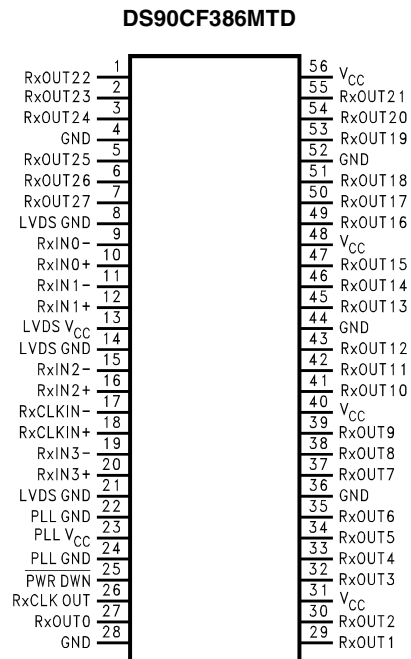 DS90CF386MTD
RxOUT22 1
RxOUT23 2
RxOUT24 3
GND 4
RxOUT25 5
RxOUT26 6
RxOUT27 7
LVDS GND 8
RxIN0- 9
RxIN0+ 10
RxIN1- 11
RxIN1+ 12
LVDS VCC 13
LVDS GND 14
RxIN2- 15
RxIN2+ 16
RxCLKIN- 17
RxCLKIN+ 18
RxIN3- 19
RxIN3+ 20
LVDS GND 21
PLL GND 22
PLL VCC 23
PLL GND 24
PWR DWN 25
RxCLK OUT 26
RxOUT0 27
GND 28
56 VCC
55 RxOUT21
54 RxOUT20
53 RxOUT19
52 GND
51 RxOUT18
50 RxOUT17
49 RxOUT16
48 VCC
47 RxOUT15
46 RxOUT14
45 RxOUT13
44 GND
43 RxOUT12
42 RxOUT11
41 RxOUT10
40 VCC
39 RxOUT9
38 RxOUT8
37 RxOUT7
36 GND
35 RxOUT6
34 RxOUT5
33 RxOUT4
32 RxOUT3
31 VCC
30 RxOUT2
29 RxOUT1